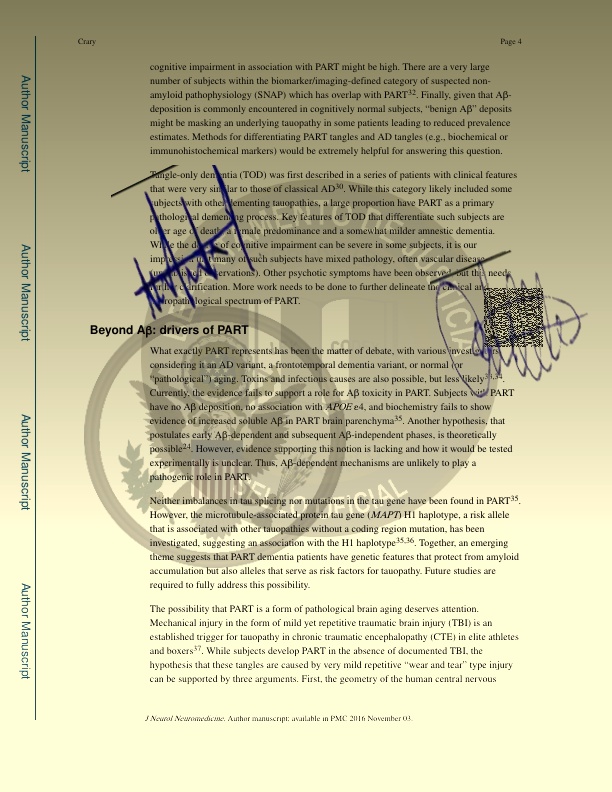 Crary
Page 4
cognitive impairment in association with PART might be high. There are a very large
number of subjects within the biomarker/imaging-defined category of suspected non-
amyloid pathophysiology (SNAP) which has overlap with PART32. Finally, given that Aβ-
deposition is commonly encountered in cognitively normal subjects, “benign Aβ” deposits
might be masking an underlying tauopathy in some patients leading to reduced prevalence
estimates. Methods for differentiating PART tangles and AD tangles (e.g., biochemical or
immunohistochemical markers) would be extremely helpful for answering this question.
Tangle-only dementia (TOD) was first described in a series of patients with clinical features
that were very similar to those of classical AD30. While this category likely included some
subjects with other dementing tauopathies, a large proportion have PART as a primary
pathological dementing process. Key features of TOD that differentiate such subjects are
older age of death, a female predominance and a somewhat milder amnestic dementia.
While the degree of cognitive impairment can be severe in some subjects, it is our
impression that many of such subjects have mixed pathology, often vascular disease
(unpublished observations). Other psychotic symptoms have been observed, but this needs
further clarification. More work needs to be done to further delineate the clinical and
neuropathological spectrum of PART.
Beyond Aβ: drivers of PART
What exactly PART represents has been the matter of debate, with various investigators
considering it an AD variant, a frontotemporal dementia variant, or normal (or
“pathological”) aging. Toxins and infectious causes are also possible, but less likely33,34.
Currently, the evidence fails to support a role for Aβ toxicity in PART. Subjects with PART
have no Aβ deposition, no association with APOE e4, and biochemistry fails to show
evidence of increased soluble Aβ in PART brain parenchyma35. Another hypothesis, that
postulates early Aβ-dependent and subsequent Aβ-independent phases, is theoretically
possible24. However, evidence supporting this notion is lacking and how it would be tested
experimentally is unclear. Thus, Aβ-dependent mechanisms are unlikely to play a
pathogenic role in PART.
Neither imbalances in tau splicing nor mutations in the tau gene have been found in PART35.
However, the microtubule-associated protein tau gene (MAPT) H1 haplotype, a risk allele
that is associated with other tauopathies without a coding region mutation, has been
investigated, suggesting an association with the H1 haplotype35,36. Together, an emerging
theme suggests that PART dementia patients have genetic features that protect from amyloid
accumulation but also alleles that serve as risk factors for tauopathy. Future studies are
required to fully address this possibility.
The possibility that PART is a form of pathological brain aging deserves attention.
Mechanical injury in the form of mild yet repetitive traumatic brain injury (TBI) is an
established trigger for tauopathy in chronic traumatic encephalopathy (CTE) in elite athletes
and boxers37. While subjects develop PART in the absence of documented TBI, the
hypothesis that these tangles are caused by very mild repetitive “wear and tear” type injury
can be supported by three arguments. First, the geometry of the human central nervous
J Neurol Neuromedicine. Author manuscript; available in PMC 2016 November 03.
Author Manuscript
Author Manuscript
Author Manuscript
Author Manuscript